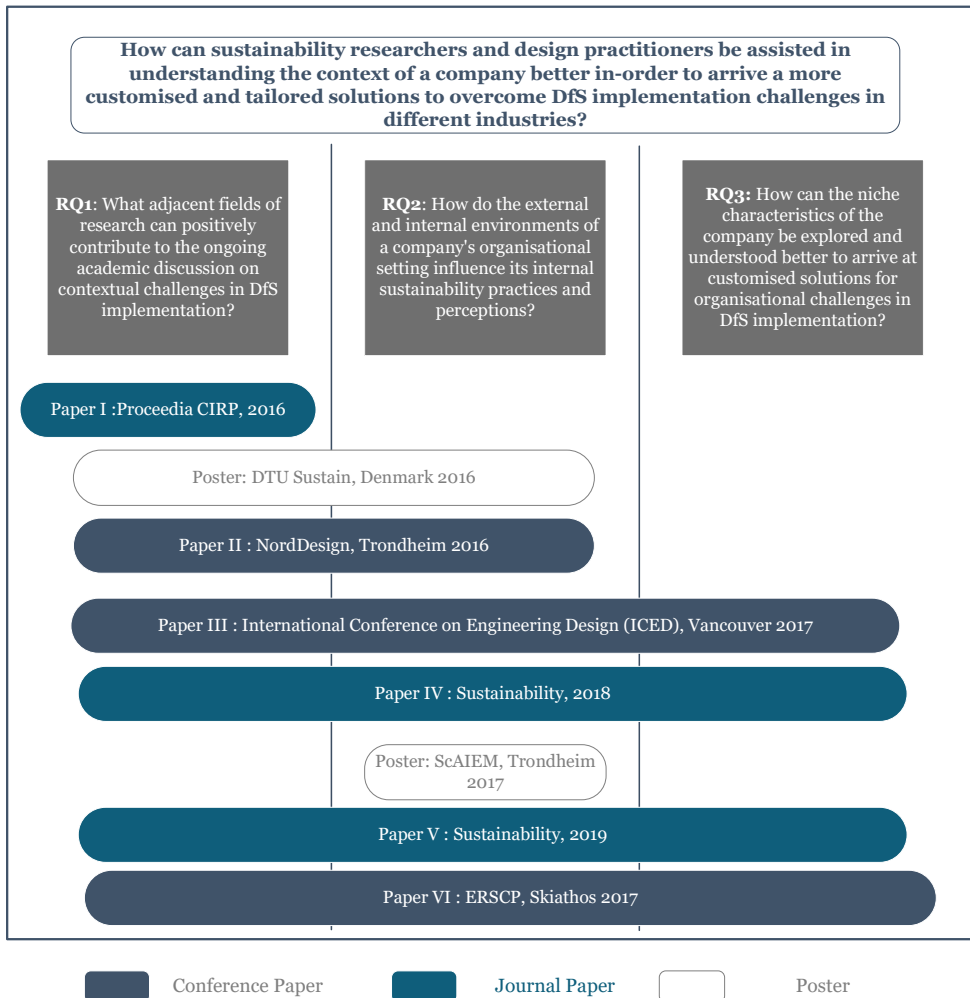 How can sustainability researchers and design practitioners be assisted in
understanding the context of a company better in-order to arrive a more
customised and tailored solutions to overcome DfS implementation challenges in
different industries?
RQ1: What adjacent fields of
research can positively
contribute to the ongoing
academic discussion on
contextual challenges in DfS
implementation?
RQ2: How do the external
and internal environments of
a company's organisational
setting influence its internal
sustainability practices and
perceptions?
RQ3: How can the niche
characteristics of the
company be explored and
understood better to arrive at
customised solutions for
organisational challenges in
DfS implementation?
Paper I :Proceedia CIRP, 2016
Poster: DTU Sustain, Denmark 2016
Paper II : NordDesign, Trondheim 2016
Paper III : International Conference on Engineering Design (ICED), Vancouver 2017
Paper IV : Sustainability, 2018
Poster: ScAIEM, Trondheim
2017
Paper V : Sustainability, 2019
Paper VI : ERSCP, Skiathos 2017
Conference Paper
Journal Paper
Poster